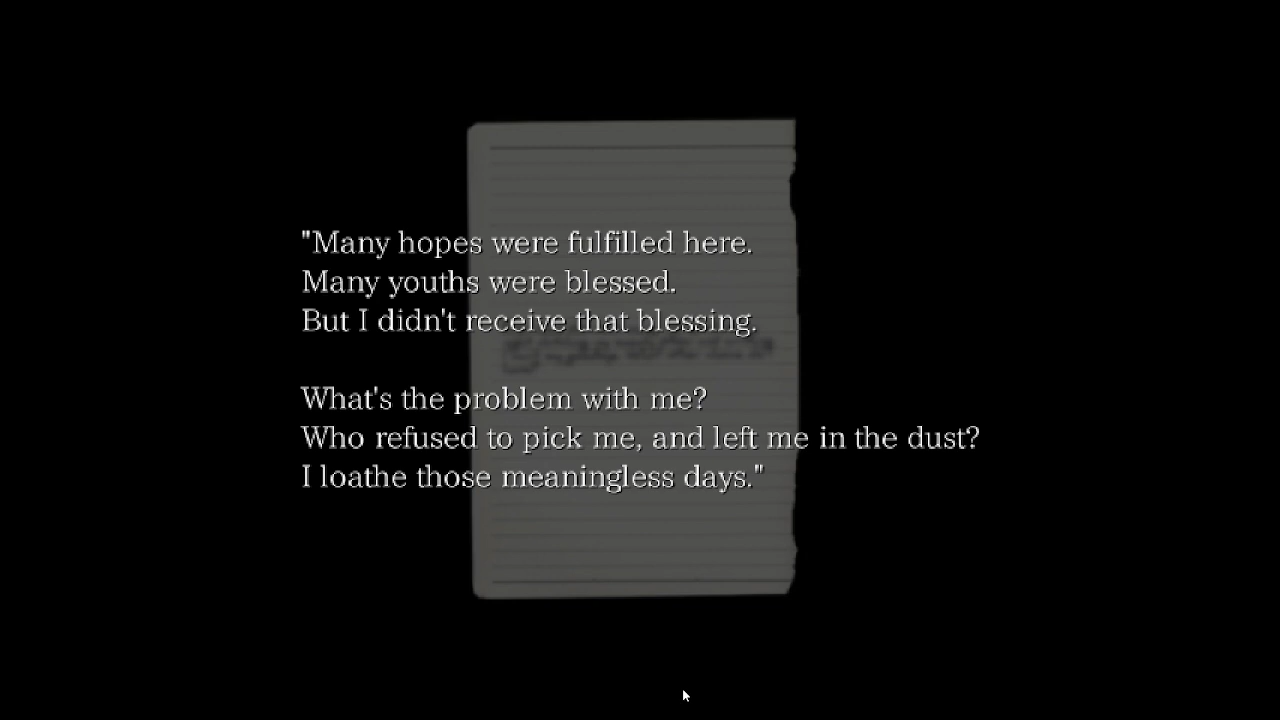 "Many hopes were fulfilled here.
Many youths were blessed.
But I didn't receive that blessing.
What's the problem with me?
Who refused to pick me, and left me in the dust?
I loathe those meaningless days."